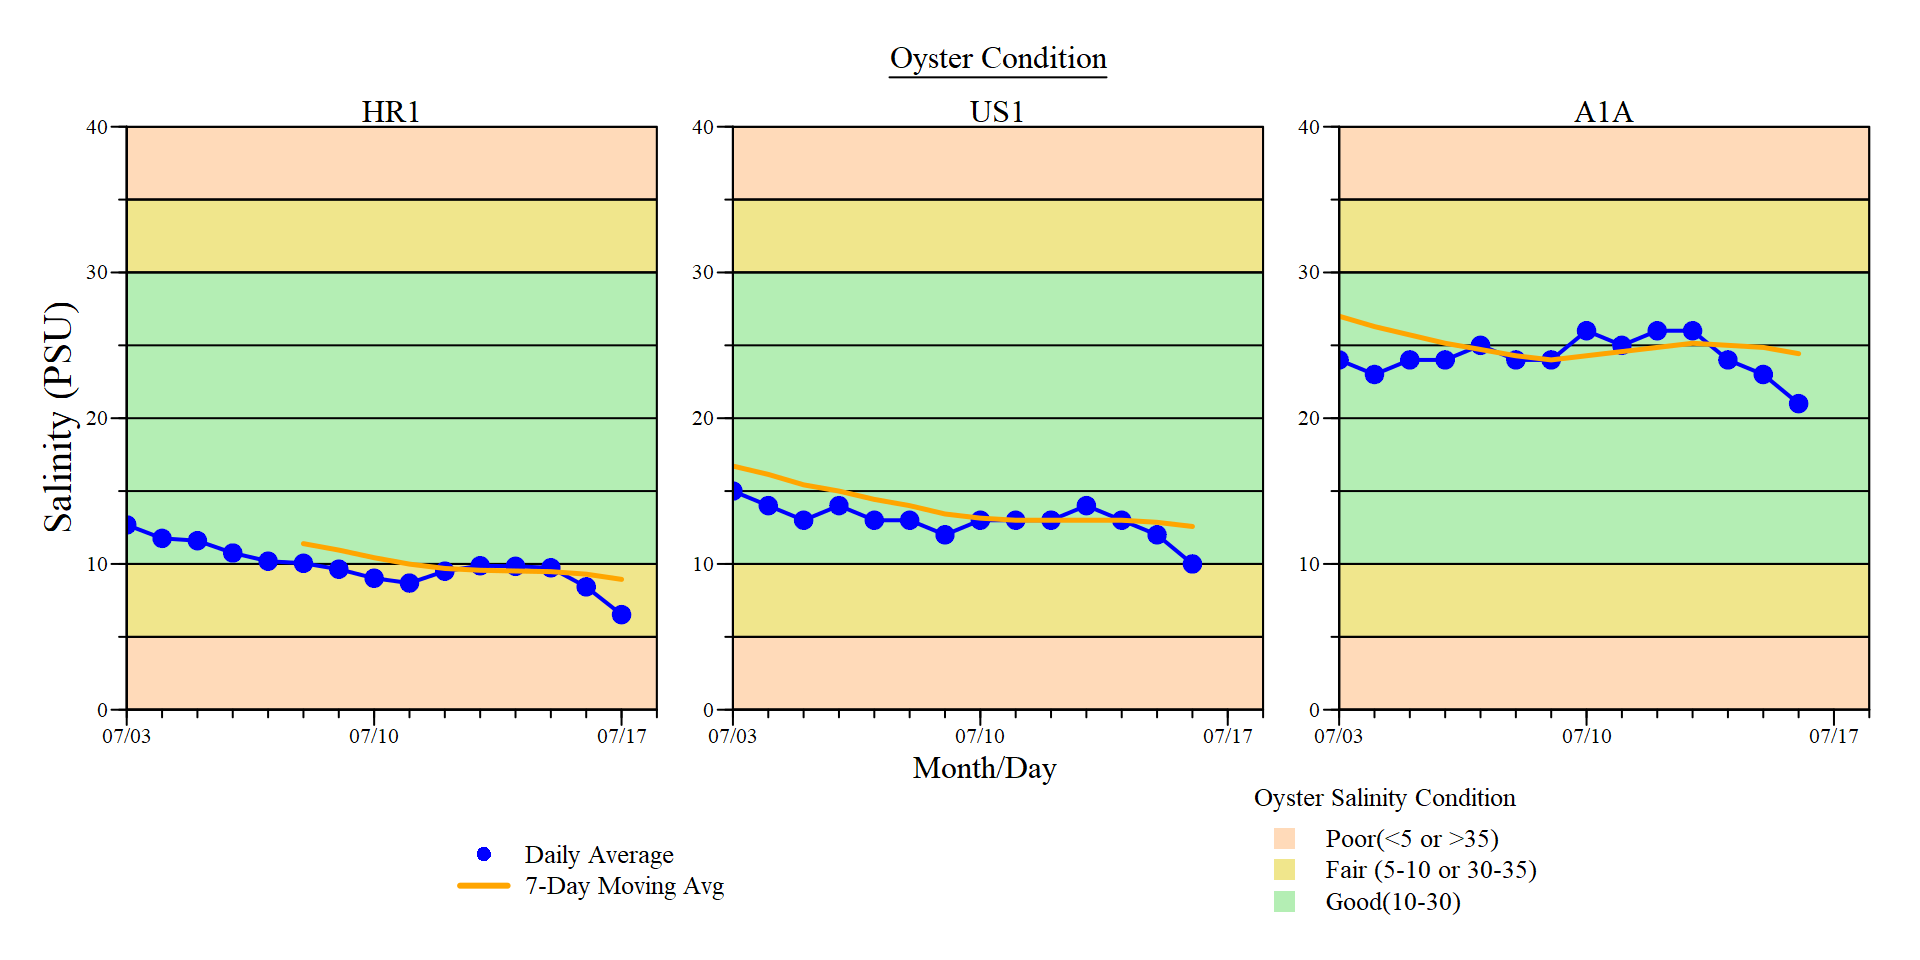 Oyster Condition
HR1
US1
A1A
40
30
20
10
0
40
30
20
10
0
40
30
20
10
0
Salinity (PSU)
07/03
07/10
07/17
07/03
07/10
07/17
07/03
07/10
07/17
Month/Day
Daily Average
7-Day Moving Avg
Oyster Salinity Condition
Poor(<5 or >35)
Fair (5-10 or 30-35)
Good(10-30)